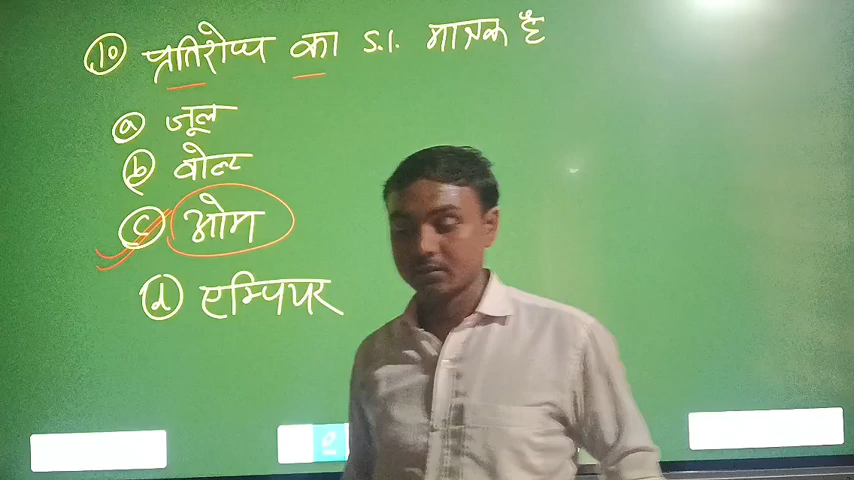 10 प्रतिरोध का S.I. मात्रक है
a जूल
b वोल्ट
c ओम
d एम्पियर